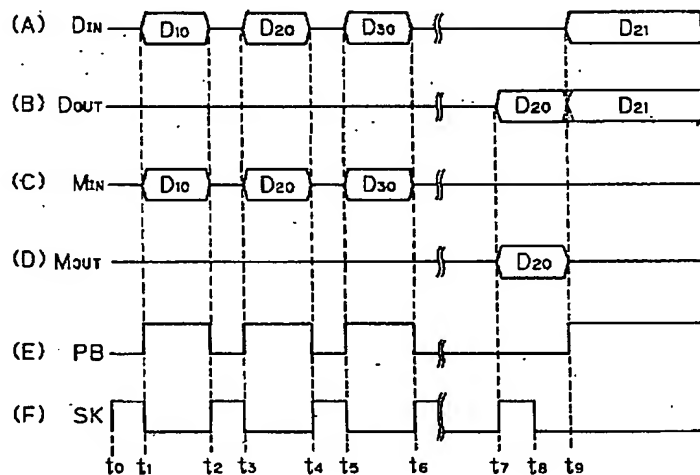 (A) DIN D10 D20 D30 D21
(B) DOUT D20 D21
(C) MIN D10 D20 D30
(D) MOUT D20
(E) PB
(F) SK
t0 t1 t2 t3 t4 t5 t6 t7 t8 t9